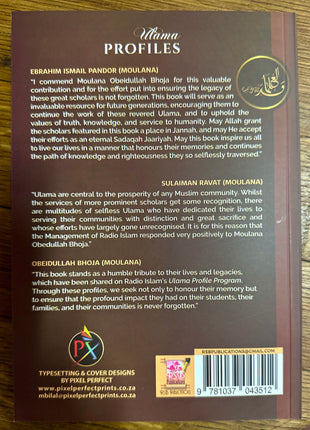 Ulama
PROFILES
EBRAHIM ISMAIL PANDOR (MOULANA)
"I commend Moulana Obeidullah Bhoja for this valuable
contribution and for the effort put into ensuring the legacy of
these great scholars is not forgotten. This book will serve as an
invaluable resource for future generations, encouraging them to
continue the work of these revered Ulama, and to uphold the
values of truth, knowledge, and service to humanity. May Allah grant
the scholars featured in this book a place in Jannah, and may He accept
their efforts as an eternal Sadaqah Jaariyah. May this book inspire us all
to live our lives in a manner that honours their memories and continues
the path of knowledge and righteousness they so selflessly traversed."
SULAIMAN RAVAT (MOULANA)
"Ulama are central to the prosperity of any Muslim community. Whilst
the services of more prominent scholars get some recognition, there
are multitudes of selfless Ulama who have dedicated their lives to
serving their communities with distinction and great sacrifice and
whose efforts have largely gone unrecognised. It is for this reason that
the Management of Radio Islam responded very positively to Moulana
Obedullah Bhoja."
OBEIDULLAH BHOJA (MOULANA)
"This book stands as a humble tribute to their lives and legacies,
which have been shared on Radio Islam's Ulama Profile Program.
Through these profiles, we seek not only to honour their memory but
to ensure that the profound impact they had on their students, their
families, and their communities is never forgotten."
PX
TYPESETTING & COVER DESIGNS
BY PIXEL PERFECT
www.pixelperfectprints.co.za
mbilal@pixelperfectprints.co.za
RSBPUBLICATIONS@GMAIL.COM
9 781037 043512